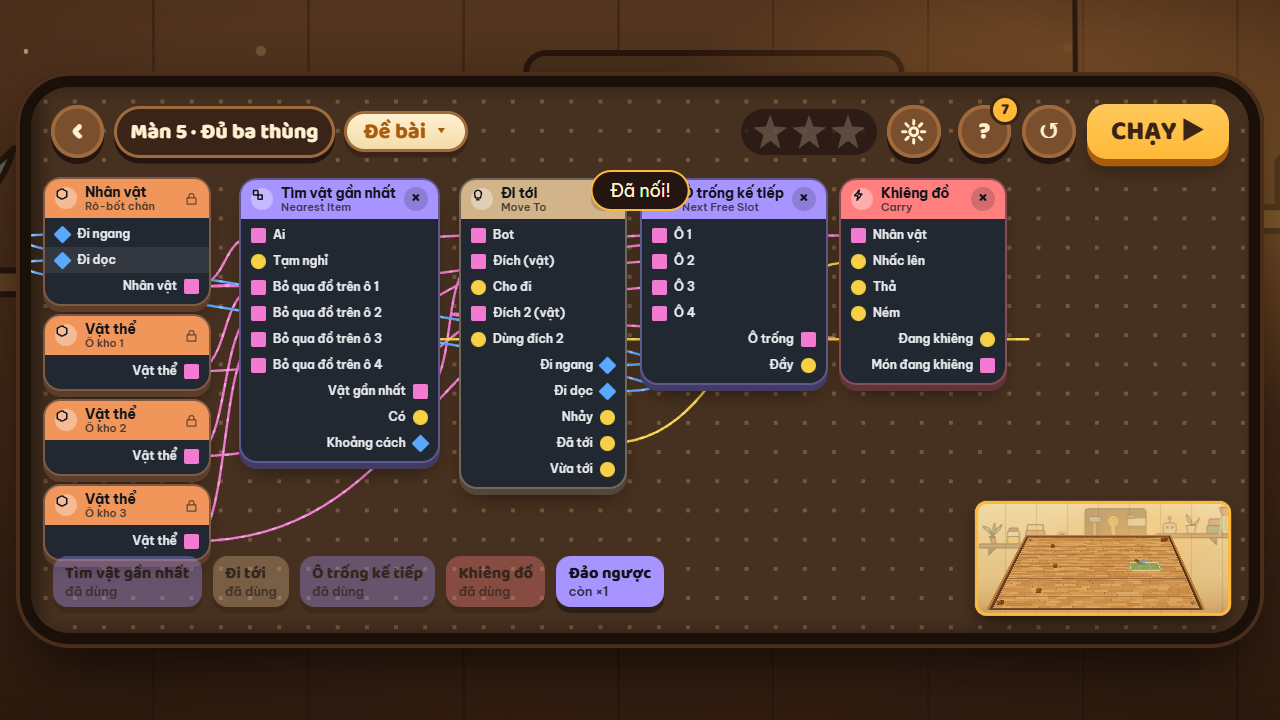 Màn 5 · Đủ ba thùng
Đề bài
?
7
CHẠY
Đã nối!
Nhân vật
Rô-bốt chân
Đi ngang
Đi dọc
Nhân vật
Vật thể
Ô kho 1
Vật thể
Vật thể
Ô kho 2
Vật thể
Vật thể
Ô kho 3
Vật thể
Tìm vật gần nhất
Nearest Item
Ai
Tạm nghỉ
Bỏ qua đồ trên ô 1
Bỏ qua đồ trên ô 2
Bỏ qua đồ trên ô 3
Bỏ qua đồ trên ô 4
Vật gần nhất
Có
Khoảng cách
Đi tới
Move To
Bot
Đích (vật)
Cho đi
Đích 2 (vật)
Dùng đích 2
Đi ngang
Đi dọc
Nhảy
Đã tới
Vừa tới
trống kế tiếp
Next Free Slot
Ô 1
Ô 2
Ô 3
Ô 4
Ô trống
Đầy
Khiêng đồ
Carry
Nhân vật
Nhấc lên
Thả
Ném
Đang khiêng
Món đang khiêng
Tìm vật gần nhất
đã dùng
Đi tới
đã dùng
Ô trống kế tiếp
đã dùng
Khiêng đồ
đã dùng
Đảo ngược
còn ×1